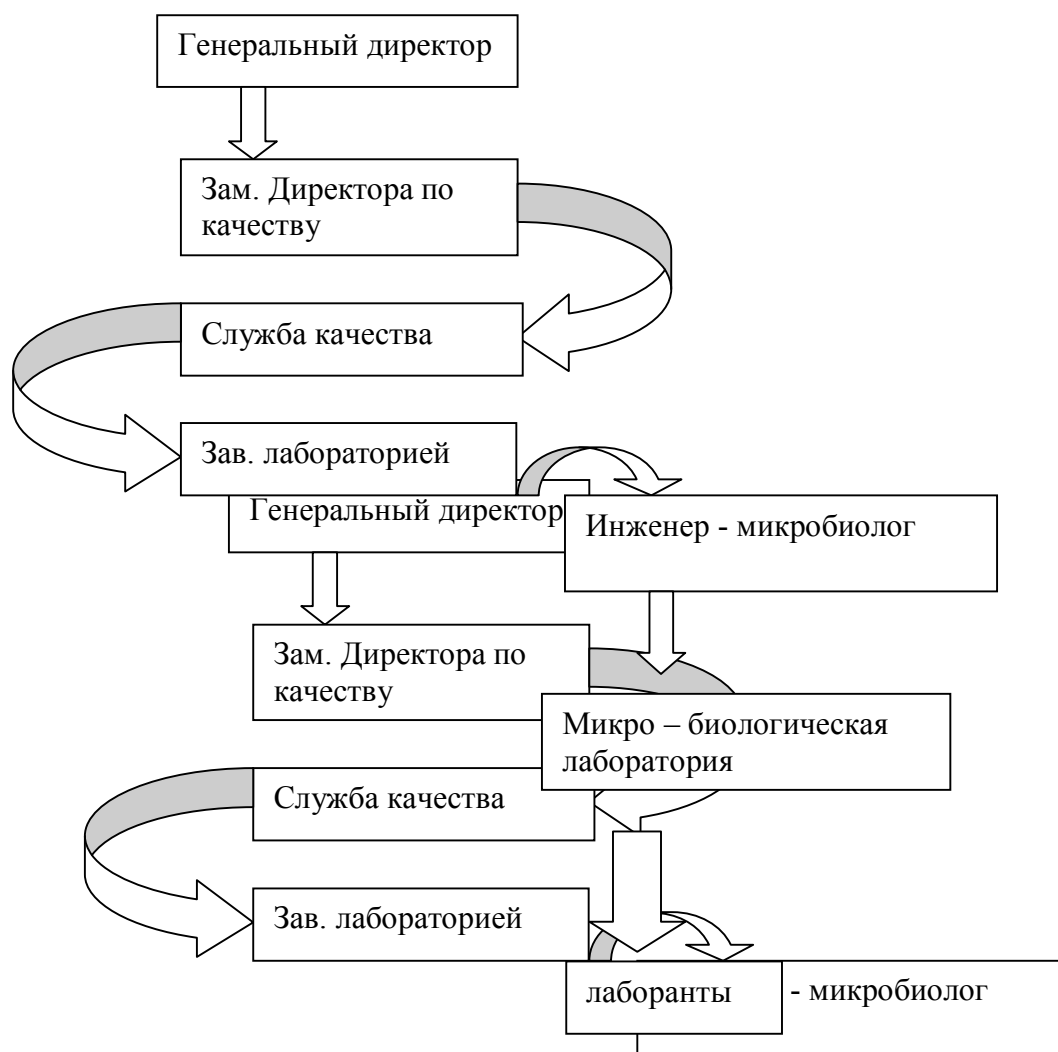 Генеральный директор
Зам. Директора по
качеству
Служба качества
Зав. лабораторией
Генеральный директор
Инженер - микробиолог
Зам. Директора по
качеству
Микро – биологическая
лаборатория
Служба качества
Зав. лабораторией
лаборанты
- микробиолог